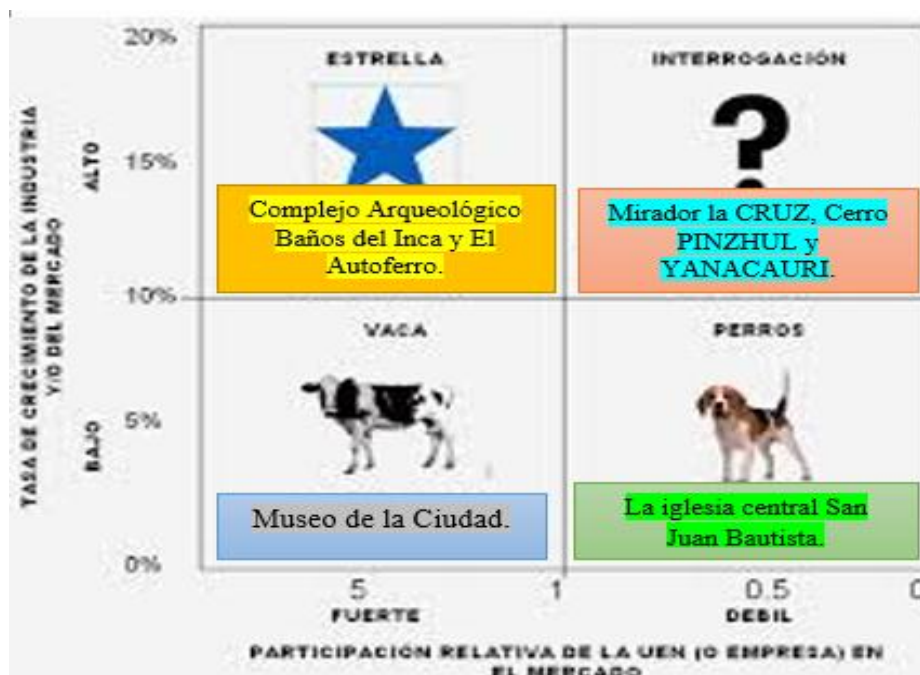 20%
ESTRELLA
INTERROGACIÓN
TASA DE CRECIMIENTO DE LA INDUSTRIA
Y/O DEL MERCADO
ALTO
15%
?
Complejo Arqueológico
Baños del Inca y El
Autoferro.
Mirador la CRUZ, Cerro
PINZHUL y
YANACAURI.
10%
VACA
PERROS
5%
BAJO
Museo de la Ciudad.
La iglesia central San
Juan Bautista.
0%
5
1
0.5
0
FUERTE
DEBIL
PARTICIPACIÓN RELATIVA DE LA UEN (O EMPRESA) EN
EL MERCADO